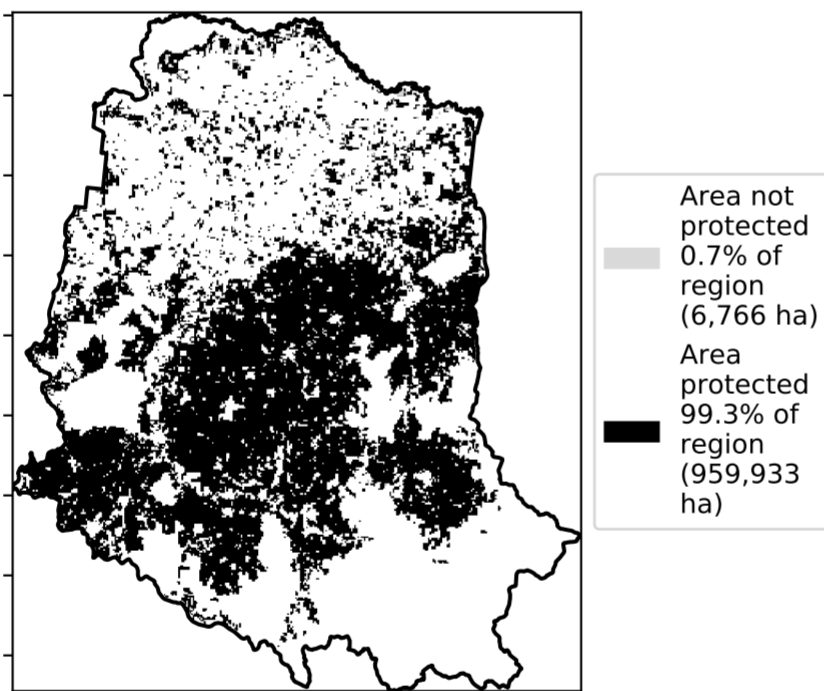 Area not
protected
0.7% of
region
(6,766 ha)
Area
protected
99.3% of
region
(959,933
ha)